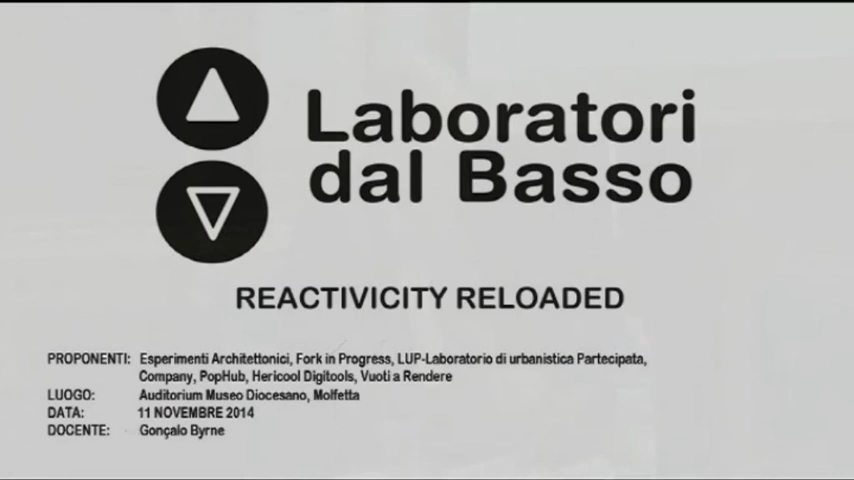 Laboratori
dal Basso
REACTIVICITY RELOADED
PROPONENTI: Esperimenti Architettonici, Fork in Progress, LUP-Laboratorio di urbanistica Partecipata,
Company, PopHub, Hericool Digitools, Vuoti a Rendere
LUOGO: Auditorium Museo Diocesano, Molfetta
DATA: 11 NOVEMBRE 2014
DOCENTE: Gonçalo Byrne